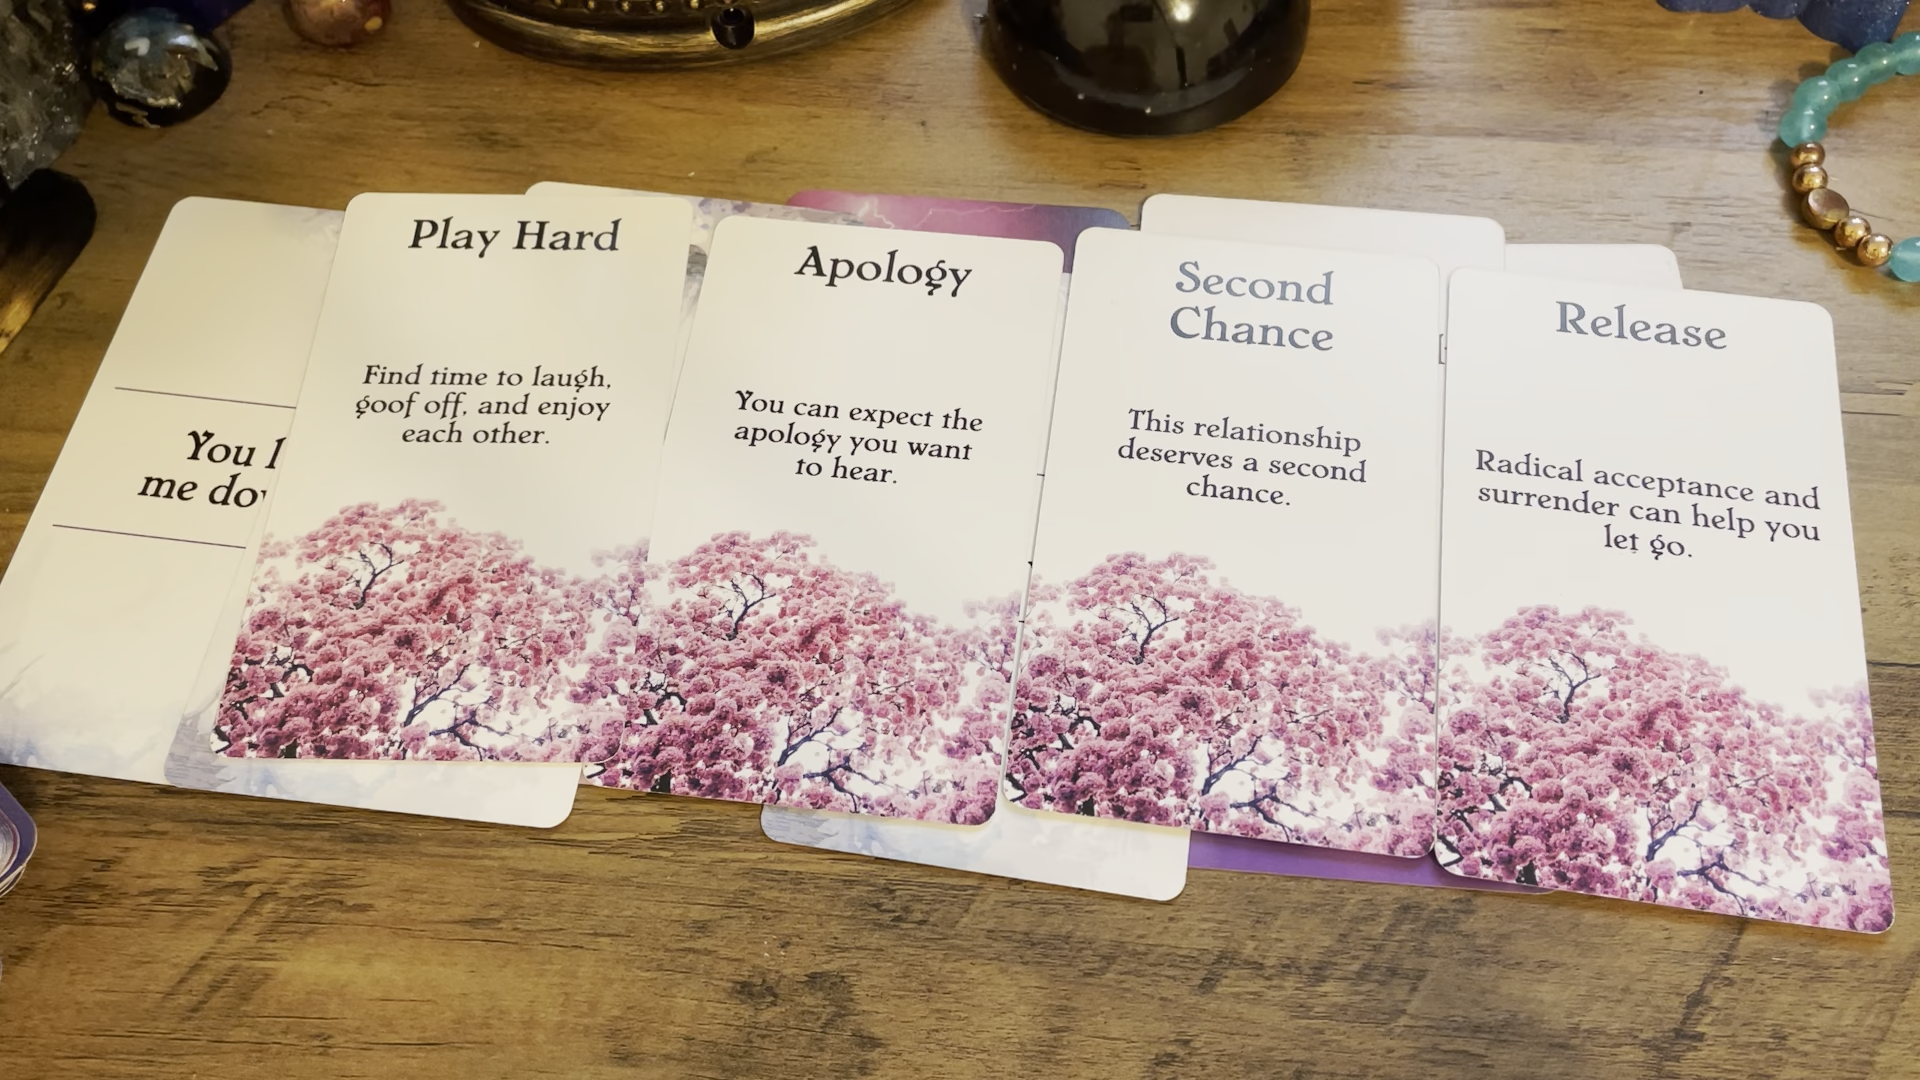 You
me
Play Hard
Find time to laugh,
goof off, and enjoy
each other.
Apology
You can expect the
apology you want
to hear.
Second
Chance
This relationship
deserves a second
chance.
Release
Radical acceptance and
surrender can help you
let go.